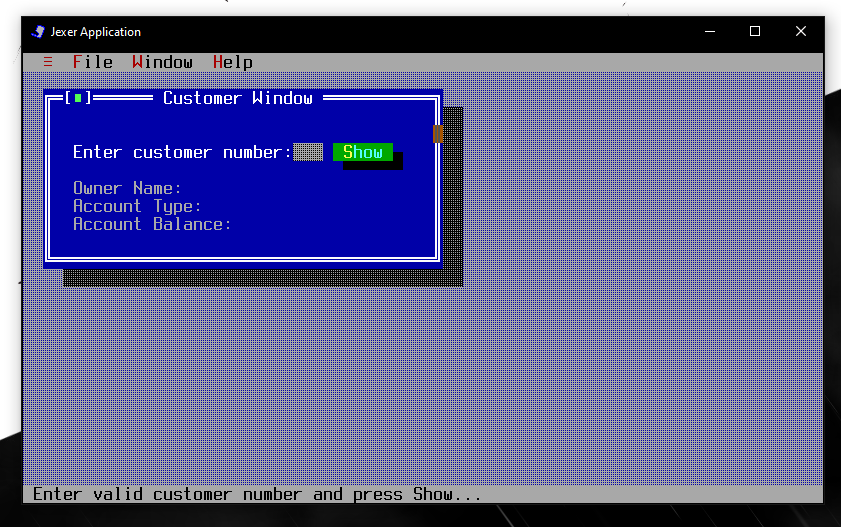 Jexer Application
≡ File Window Help
[■] Customer Window
Enter customer number: Show
Owner Name:
Account Type:
Account Balance:
Enter valid customer number and press Show...